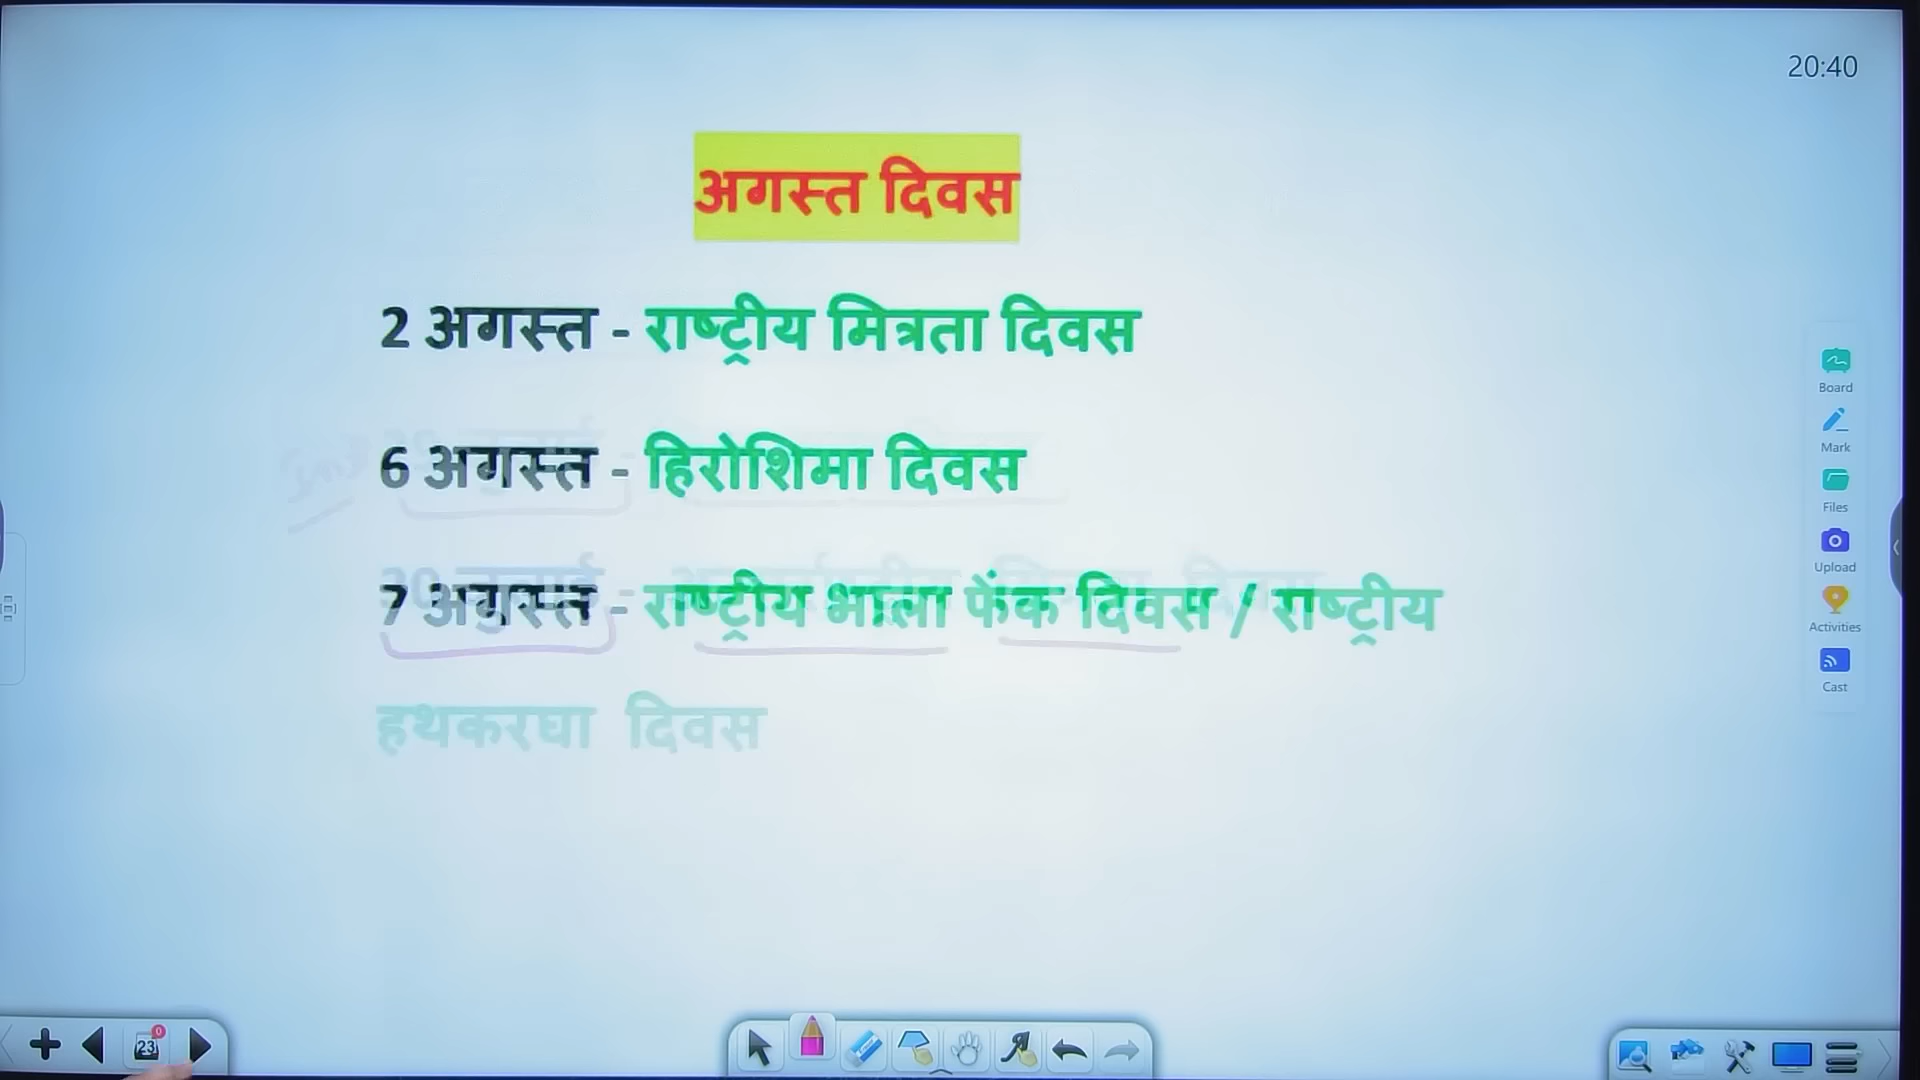 20:40
अगस्त दिवस
2 अगस्त - राष्ट्रीय मित्रता दिवस
6 अगस्त - हिरोशिमा दिवस
7 अगस्त - राष्ट्रीय भाला फेंक दिवस / राष्ट्रीय
हथकरघा दिवस
Board
Mark
Files
Upload
Activities
Cast
0
23